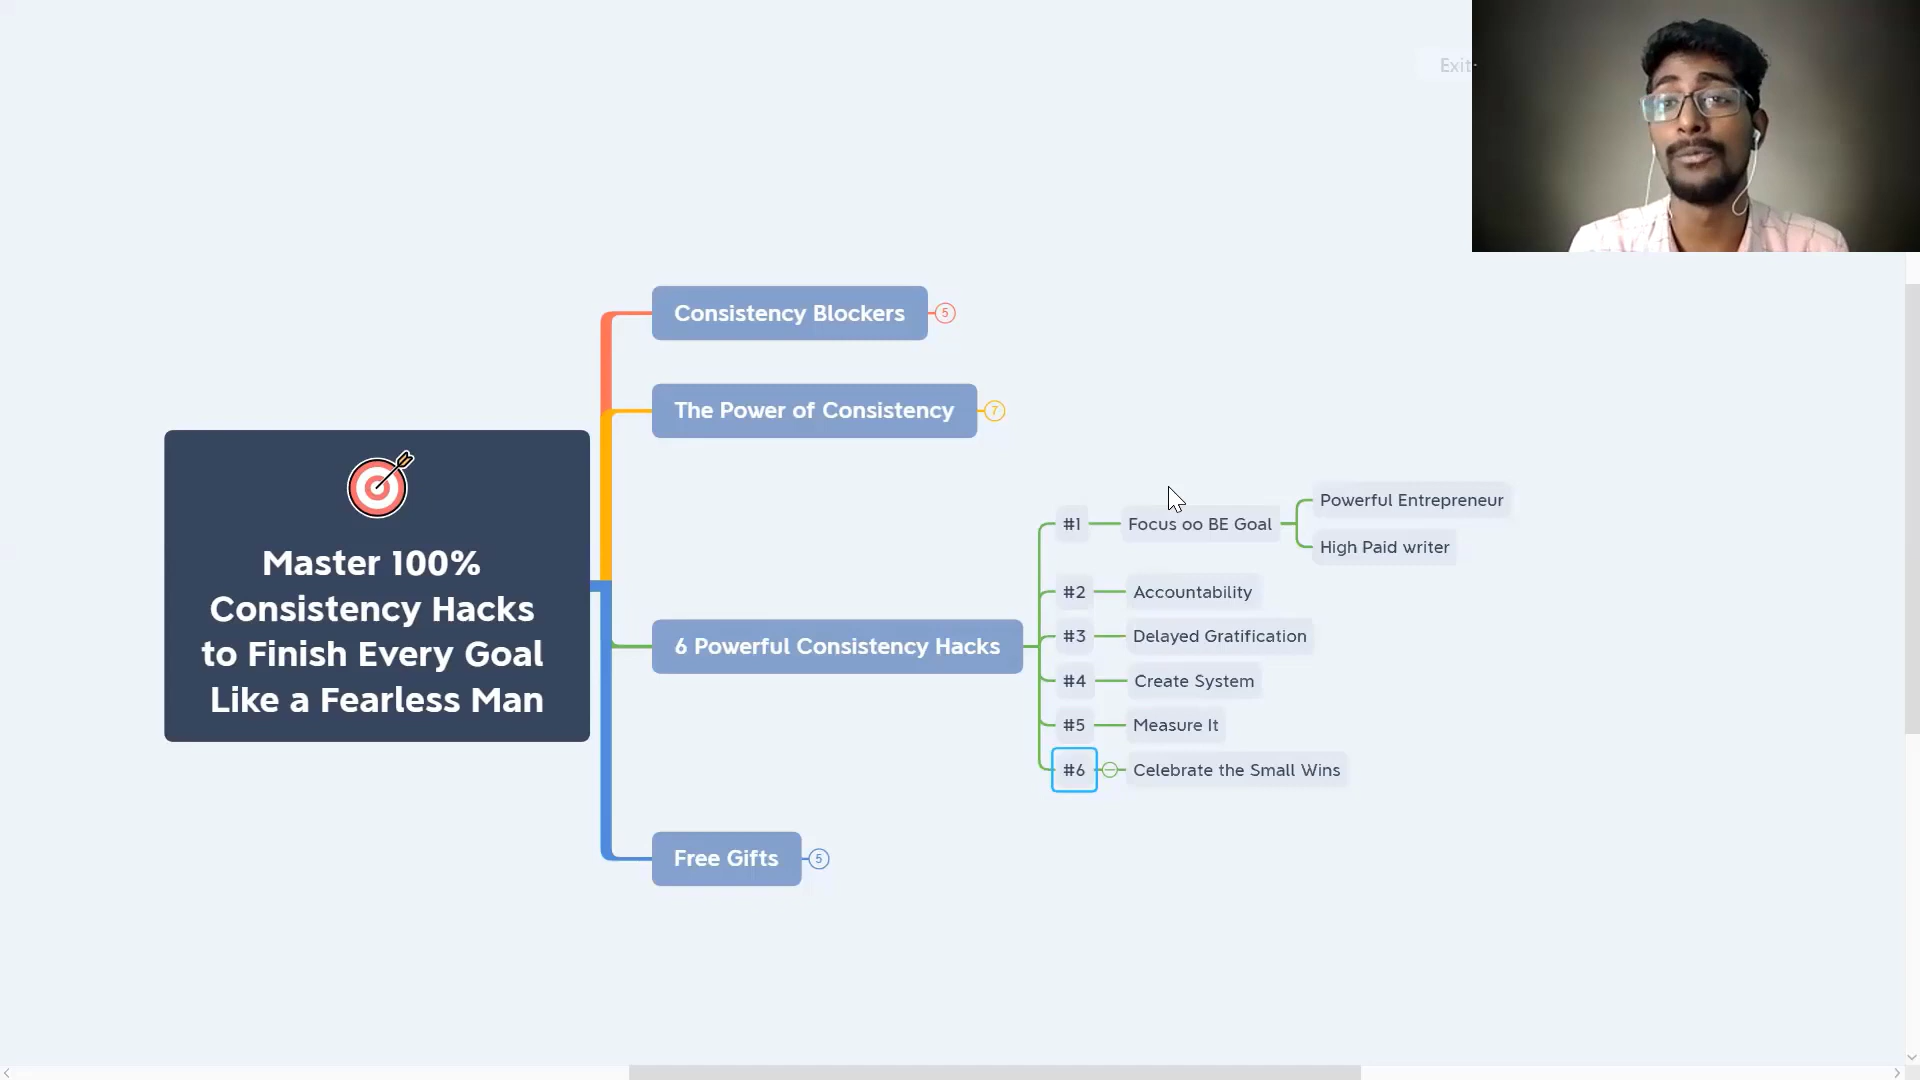 Exit
Consistency Blockers
5
The Power of Consistency
7
Master 100%
Consistency Hacks
to Finish Every Goal
Like a Fearless Man
6 Powerful Consistency Hacks
#1
Focus oo BE Goal
Powerful Entrepreneur
High Paid writer
#2
Accountability
#3
Delayed Gratification
#4
Create System
#5
Measure It
#6
Celebrate the Small Wins
Free Gifts
5